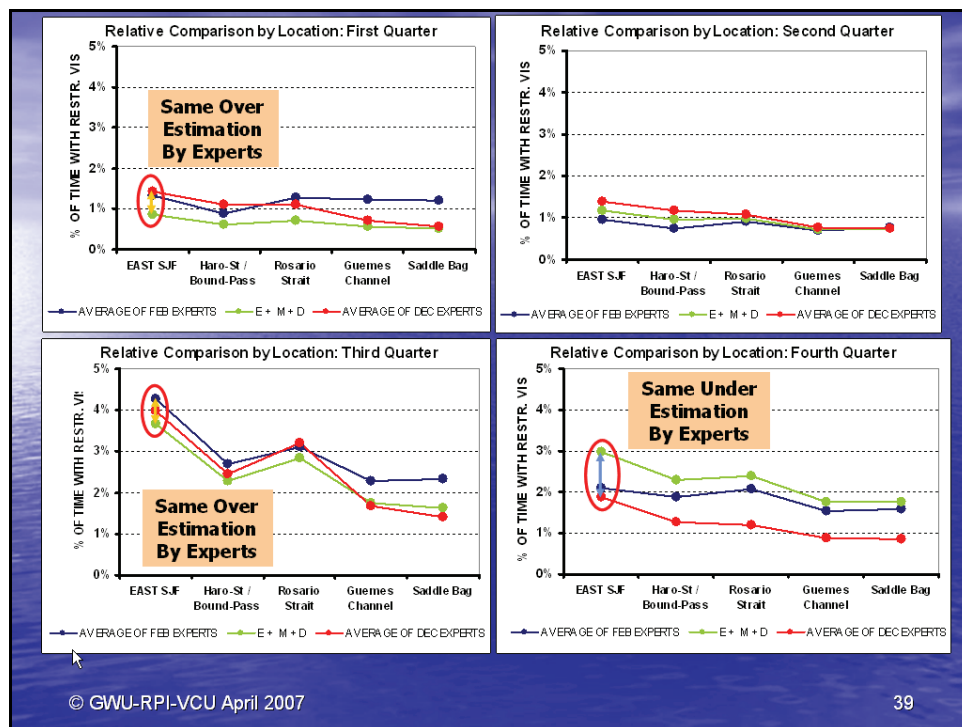 Relative Comparison by Location: First Quarter
% OF TIME WITH RESTR. VIS
5%
4%
3%
2%
1%
0%
Same Over
Estimation
By Experts
EAST SJF
Haro-St /
Bound-Pass
Rosario
Strait
Guemes
Channel
Saddle Bag
AVERAGE OF FEB EXPERTS
E + M + D
AVERAGE OF DEC EXPERTS
Relative Comparison by Location: Second Quarter
% OF TIME WITH RESTR. VIS
5%
4%
3%
2%
1%
0%
EAST SJF
Haro-St /
Bound-Pass
Rosario
Strait
Guemes
Channel
Saddle Bag
AVERAGE OF FEB EXPERTS
E + M + D
AVERAGE OF DEC EXPERTS
Relative Comparison by Location: Third Quarter
% OF TIME WITH RESTR. VI!
5%
4%
3%
2%
1%
0%
Same Over
Estimation
By Experts
EAST SJF
Haro-St /
Bound-Pass
Rosario
Strait
Guemes
Channel
Saddle Bag
AVERAGE OF FEB EXPERTS
E + M + D
AVERAGE OF DEC EXPERTS
Relative Comparison by Location: Fourth Quarter
% OF TIME WITH RESTR. VIS
5%
4%
3%
2%
1%
0%
Same Under
Estimation
By Experts
EAST SJF
Haro-St /
Bound-Pass
Rosario
Strait
Guemes
Channel
Saddle Bag
AVERAGE OF FEB EXPERTS
E + M + D
AVERAGE OF DEC EXPERTS
© GWU-RPI-VCU April 2007
39